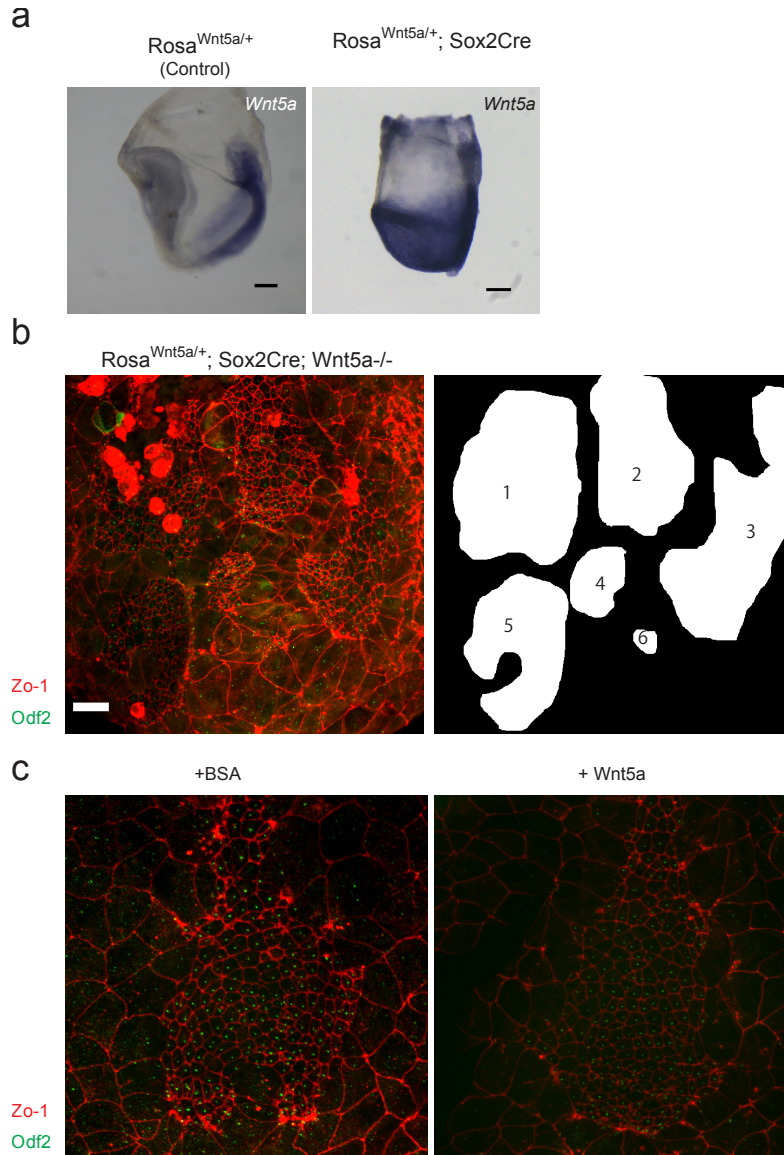 a
Rosa^Wnt5a/+
(Control)
Rosa^Wnt5a/+; Sox2Cre
Wnt5a
Wnt5a
b
Rosa^Wnt5a/+; Sox2Cre; Wnt5a-/-
1
2
3
4
5
6
Zo-1
Odf2
c
+BSA
+ Wnt5a
Zo-1
Odf2